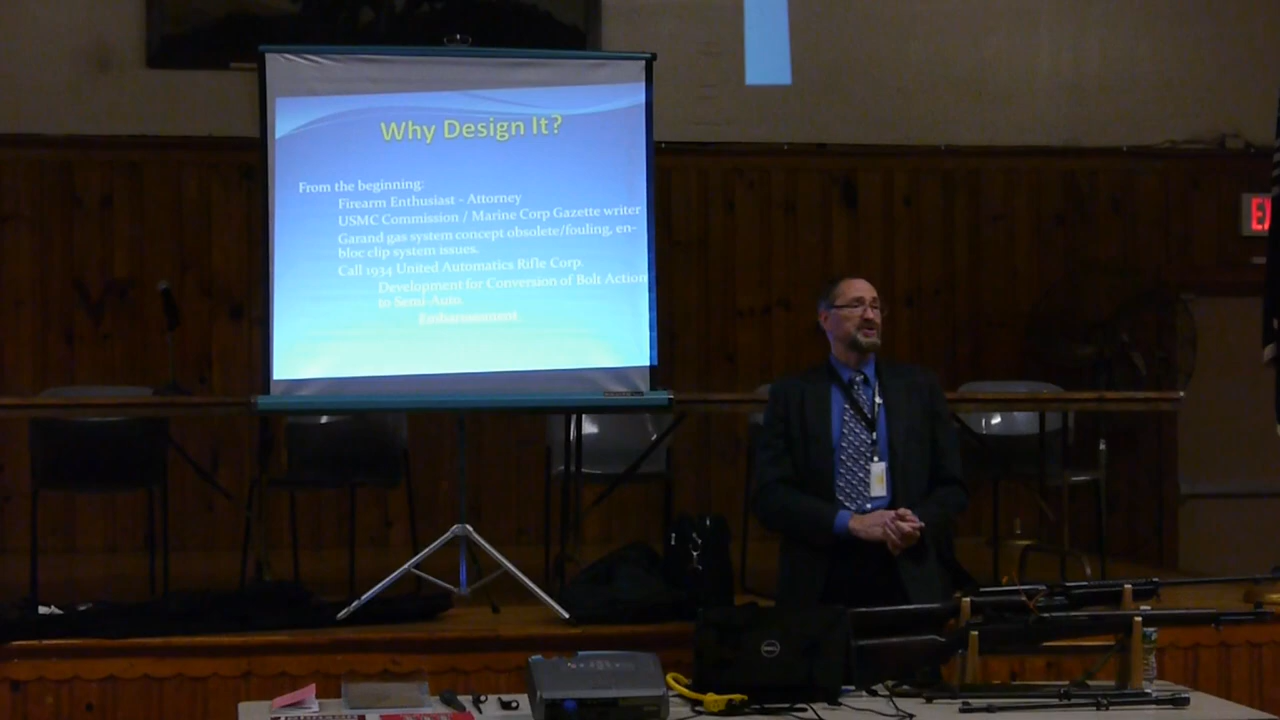 Why Design It?
From the beginning:
Firearm Enthusiast - Attorney
USMC Commission / Marine Corp Gazette writer
Garand gas system concept obsolete/fouling, en-
bloc clip system issues.
Call 1934 United Automatics Rifle Corp.
Development for Conversion of Bolt Action
to Semi-Auto.
Embarassment
EX
DELL